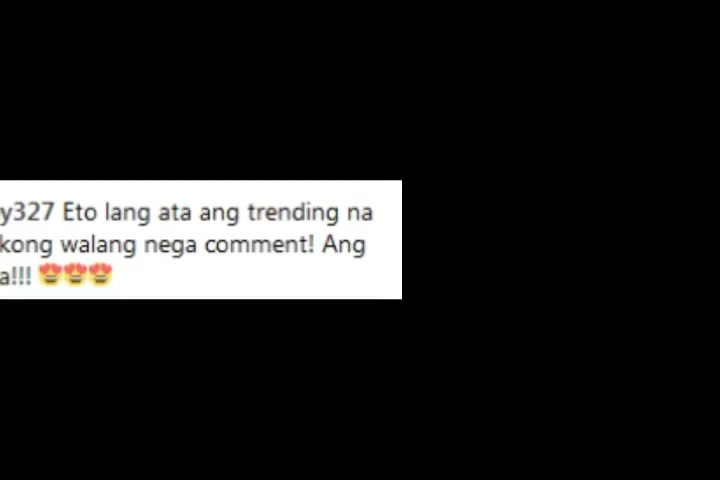 y327 Eto lang ata ang trending na
kong walang nega comment! Ang
a!!! 😍😍😍